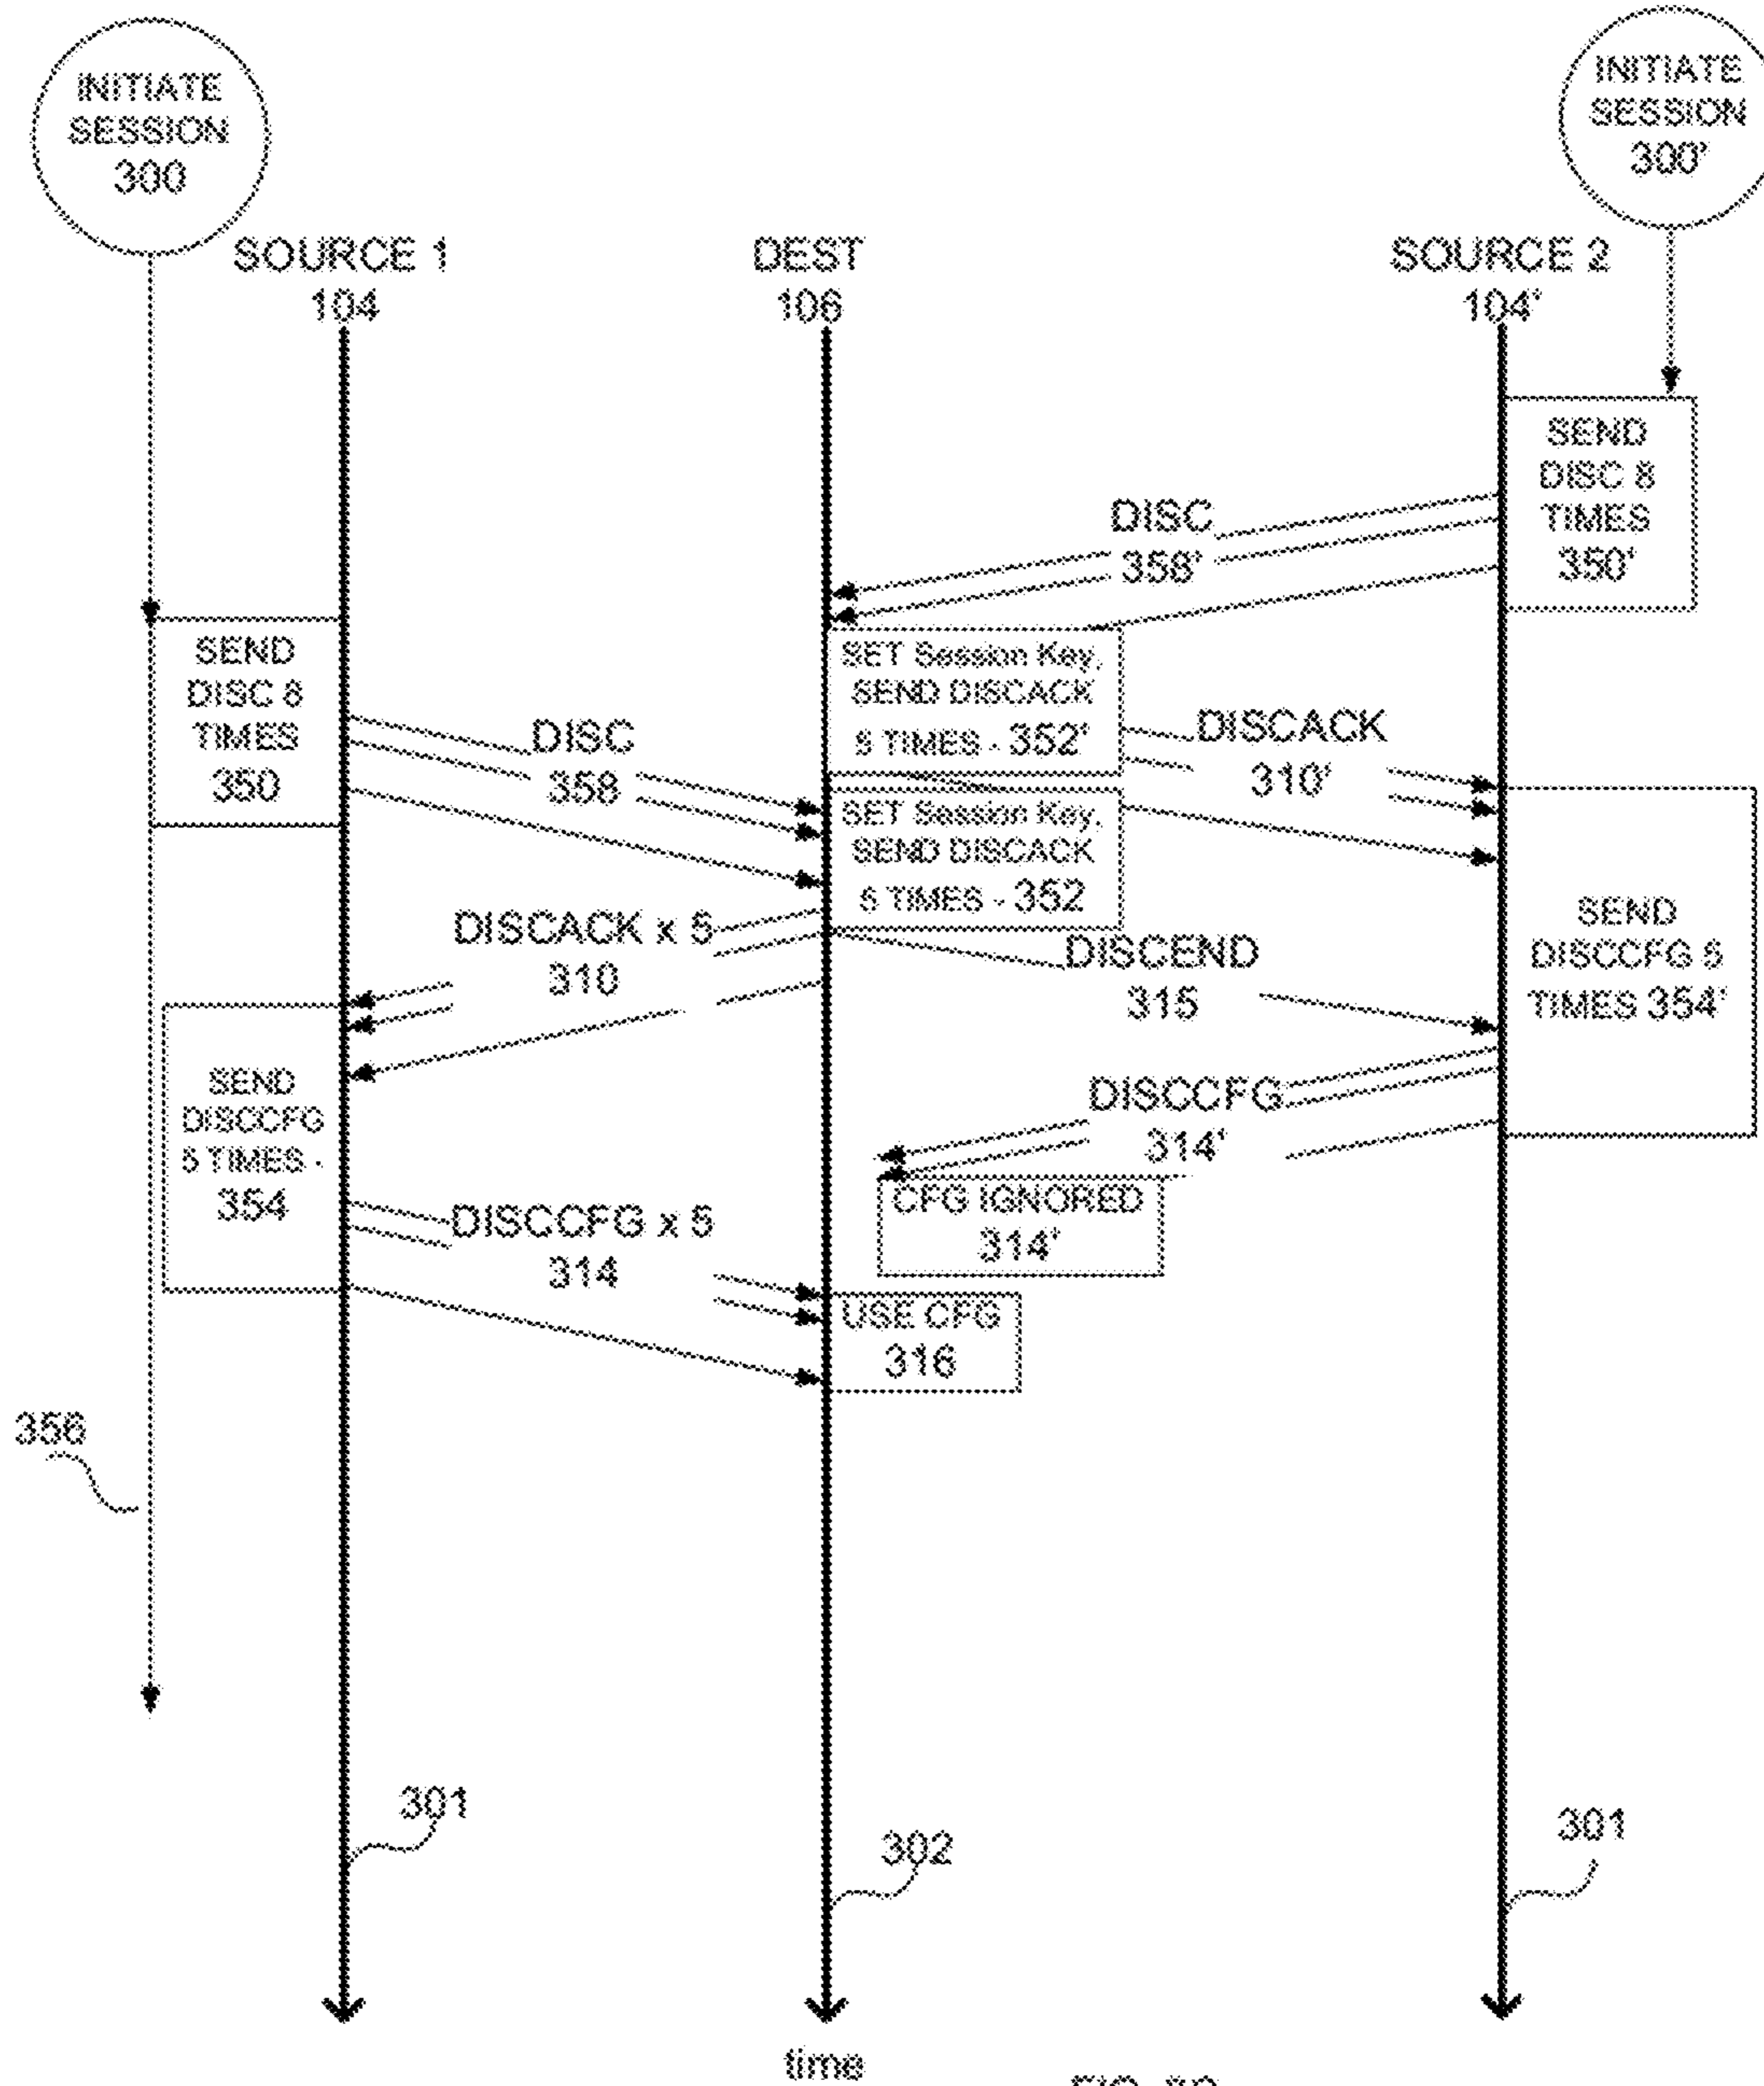 INITIATE
SESSION
300
INITIATE
SESSION
300'
SOURCE 1
104
DEST
106
SOURCE 2
104'
SEND
DISC 8
TIMES
350'
DISC
358'
SEND
DISC 8
TIMES
350
SET Session Key,
SEND DISCACK
5 TIMES - 352'
DISC
358
DISCACK
310'
SET Session Key,
SEND DISCACK
5 TIMES - 352
SEND
DISCCFG 5
TIMES 354'
DISCACK x 5
310
DISCEND
315
SEND
DISCCFG
5 TIMES -
354
DISCCFG
314'
CFG IGNORED
314'
DISCCFG x 5
314
USE CFG
316
356
301
302
301
time